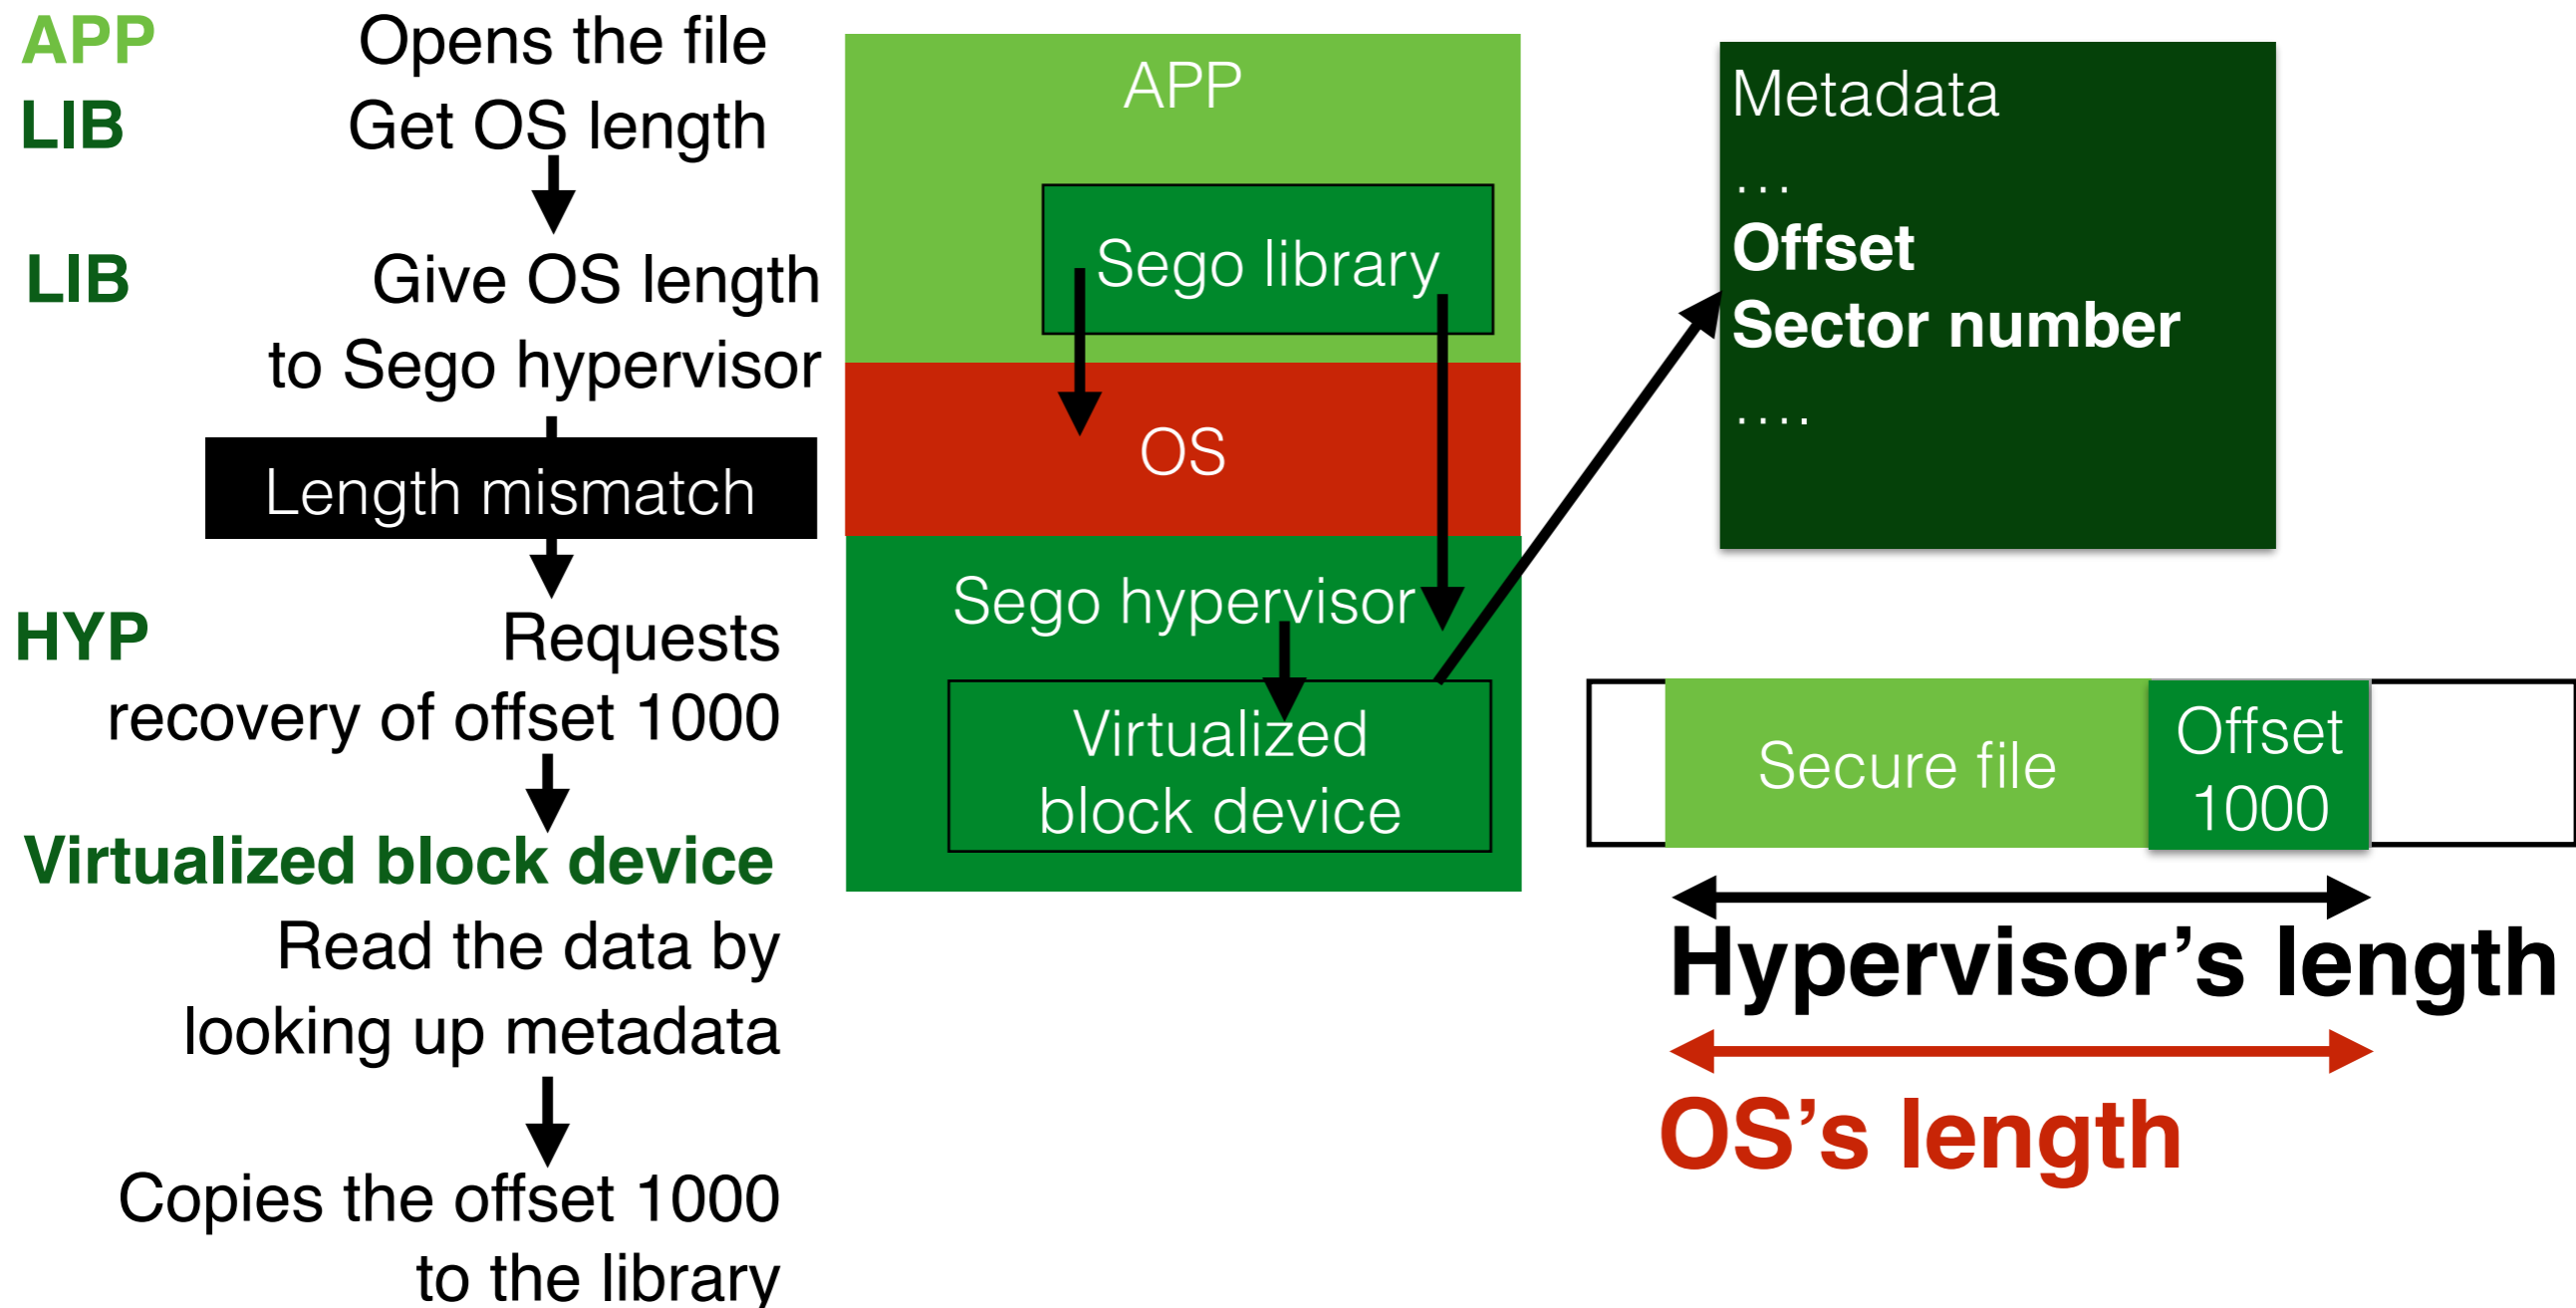 APP Opens the file
LIB Get OS length
LIB Give OS length
to Sego hypervisor
Length mismatch
HYP Requests
recovery of offset 1000
Virtualized block device
Read the data by
looking up metadata
Copies the offset 1000
to the library
APP
Sego library
OS
Sego hypervisor
Virtualized
block device
Metadata
...
Offset
Sector number
....
Secure file
Offset
1000
Hypervisor’s length
OS’s length